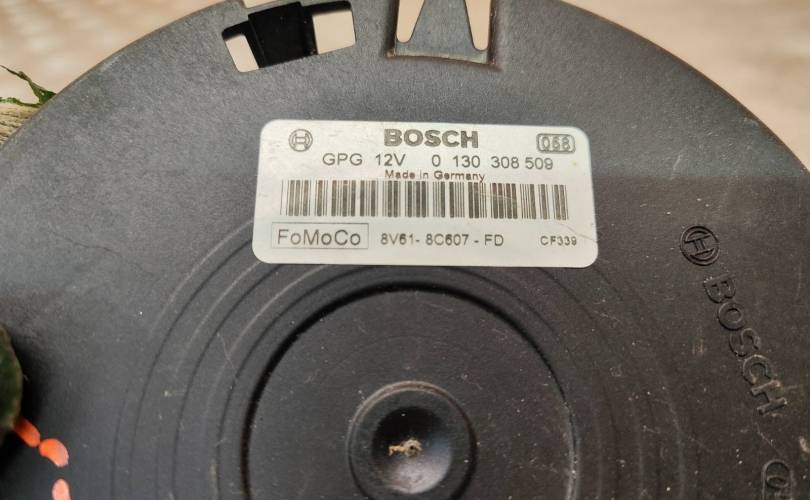 BOSCH
068
GPG 12V 0 130 308 509
Made in Germany
FoMoCo 8V61-8C607-FD CF339
BOSCH